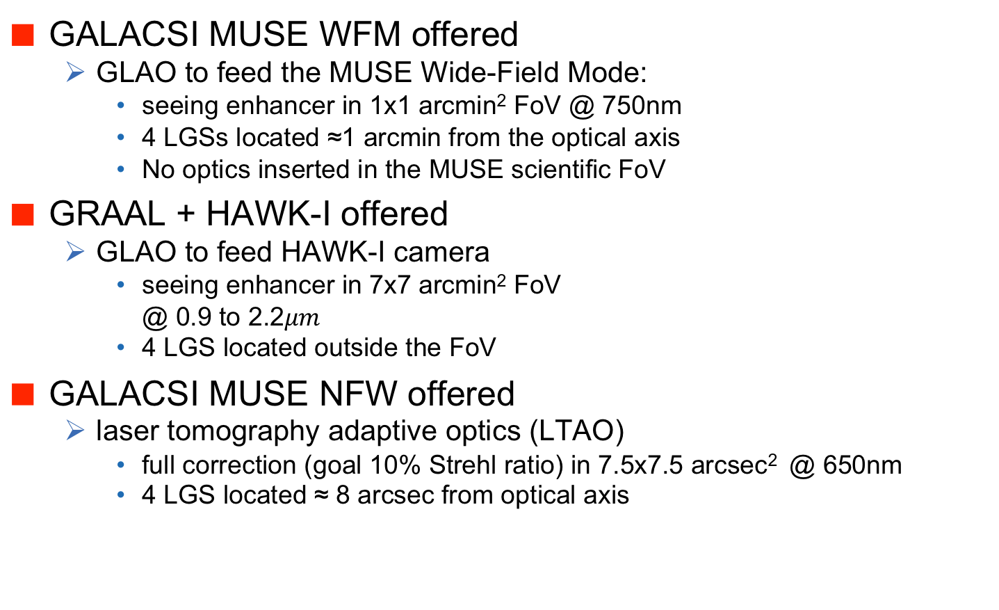 GALACSI MUSE WFM offered
GLAO to feed the MUSE Wide-Field Mode:
seeing enhancer in 1x1 arcmin² FoV @ 750nm
4 LGSs located ≈1 arcmin from the optical axis
No optics inserted in the MUSE scientific FoV
GRAAL + HAWK-I offered
GLAO to feed HAWK-I camera
seeing enhancer in 7x7 arcmin² FoV
@ 0.9 to 2.2𝜇𝑚
4 LGS located outside the FoV
GALACSI MUSE NFW offered
laser tomography adaptive optics (LTAO)
full correction (goal 10% Strehl ratio) in 7.5x7.5 arcsec² @ 650nm
4 LGS located ≈ 8 arcsec from optical axis